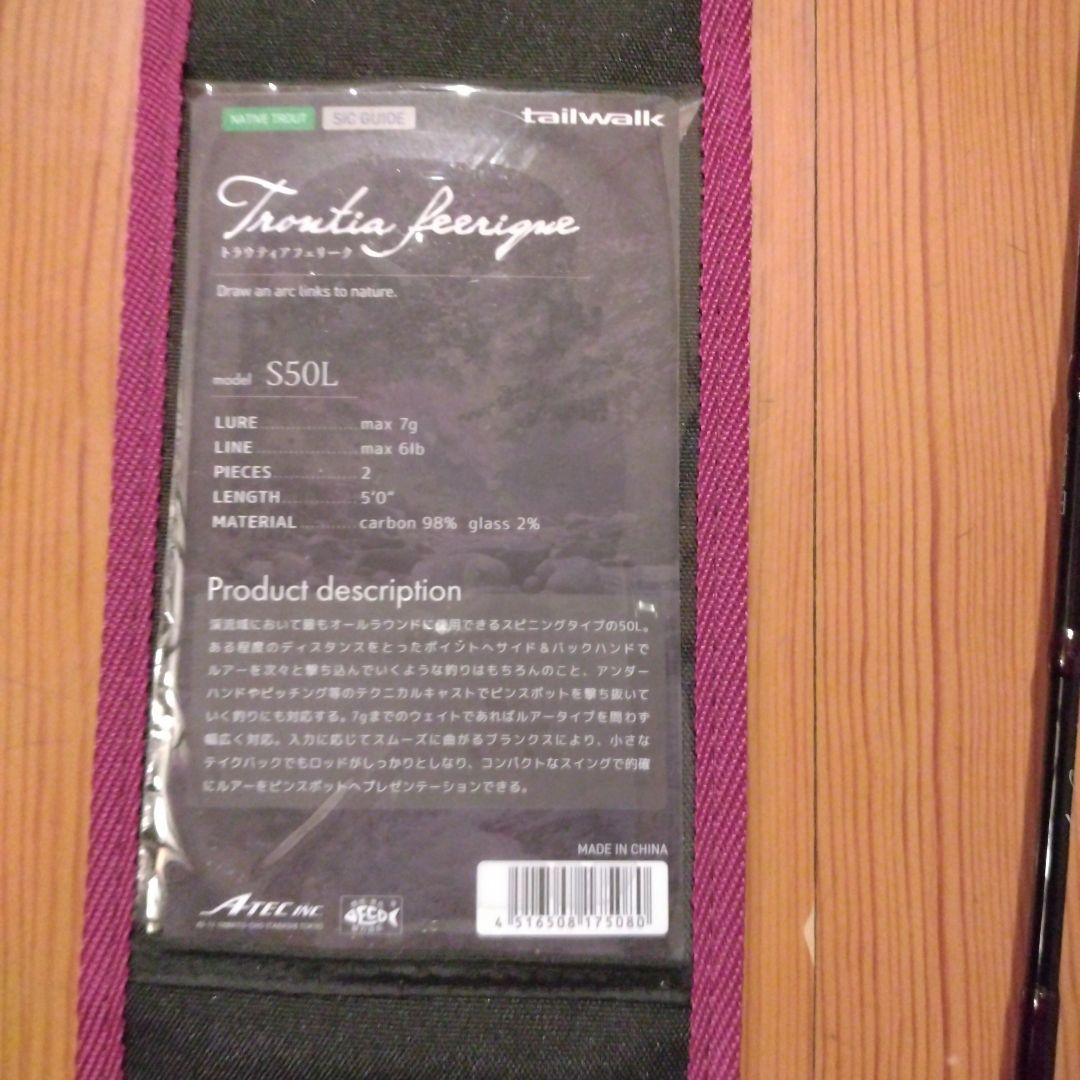 NATIVE TROUT SiC GUIDE tailwalk
Troutia feerique
トラウティアフェリーク
Draw an arc links to nature.
model S50L
LURE max 7g
LINE max 6lb
PIECES 2
LENGTH 5'0"
MATERIAL carbon 98% glass 2%
Product description
渓流域において最もオールラウンドに使用できるスピニングタイプの50L。
ある程度のディスタンスをとったポイントへサイド&バックハンドで
ルアーを次々と撃ち込んでいくような釣りはもちろんのこと、アンダー
ハンドやピッチング等のテクニカルキャストでピンスポットを撃ち抜いて
いく釣りにも対応する。7gまでのウェイトであればルアータイプを問わず
幅広く対応。入力に応じてスムーズに曲がるブランクスにより、小さな
テイクバックでもロッドがしっかりとしなり、コンパクトなスイングで的確
にルアーをピンスポットへプレゼンテーションできる。
MADE IN CHINA
A-TEC INC
4 516508 175080